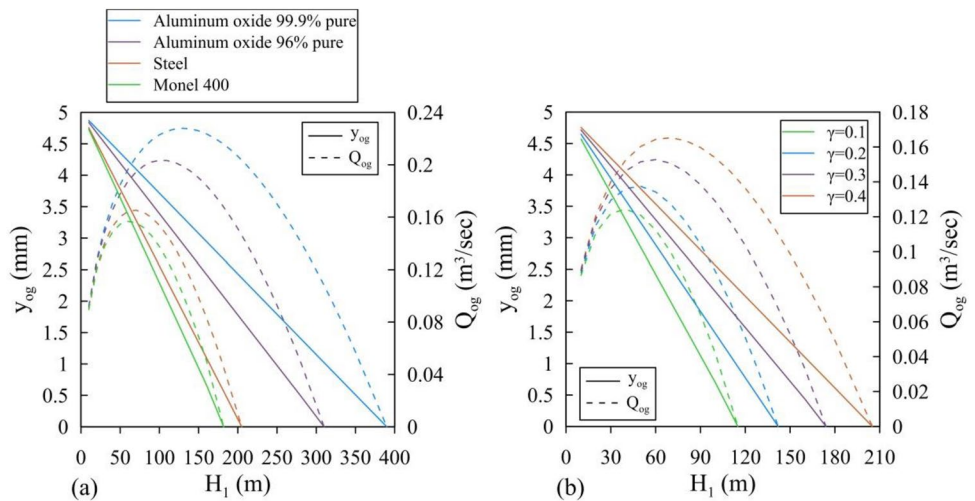 Aluminum oxide 99.9% pure
Aluminum oxide 96% pure
Steel
Monel 400
5
4.5
4
3.5
3
2.5
2
1.5
1
0.5
0
y_og (mm)
0.24
0.2
0.16
0.12
0.08
0.04
0
Q_og (m³/sec)
y_og
Q_og
0 50 100 150 200 250 300 350 400
(a) H₁ (m)
5
4.5
4
3.5
3
2.5
2
1.5
1
0.5
0
y_og (mm)
0.18
0.16
0.14
0.12
0.1
0.08
0.06
0.04
0.02
0
Q_og (m³/sec)
γ=0.1
γ=0.2
γ=0.3
γ=0.4
y_og
Q_og
0 30 60 90 120 150 180 210
(b) H₁ (m)